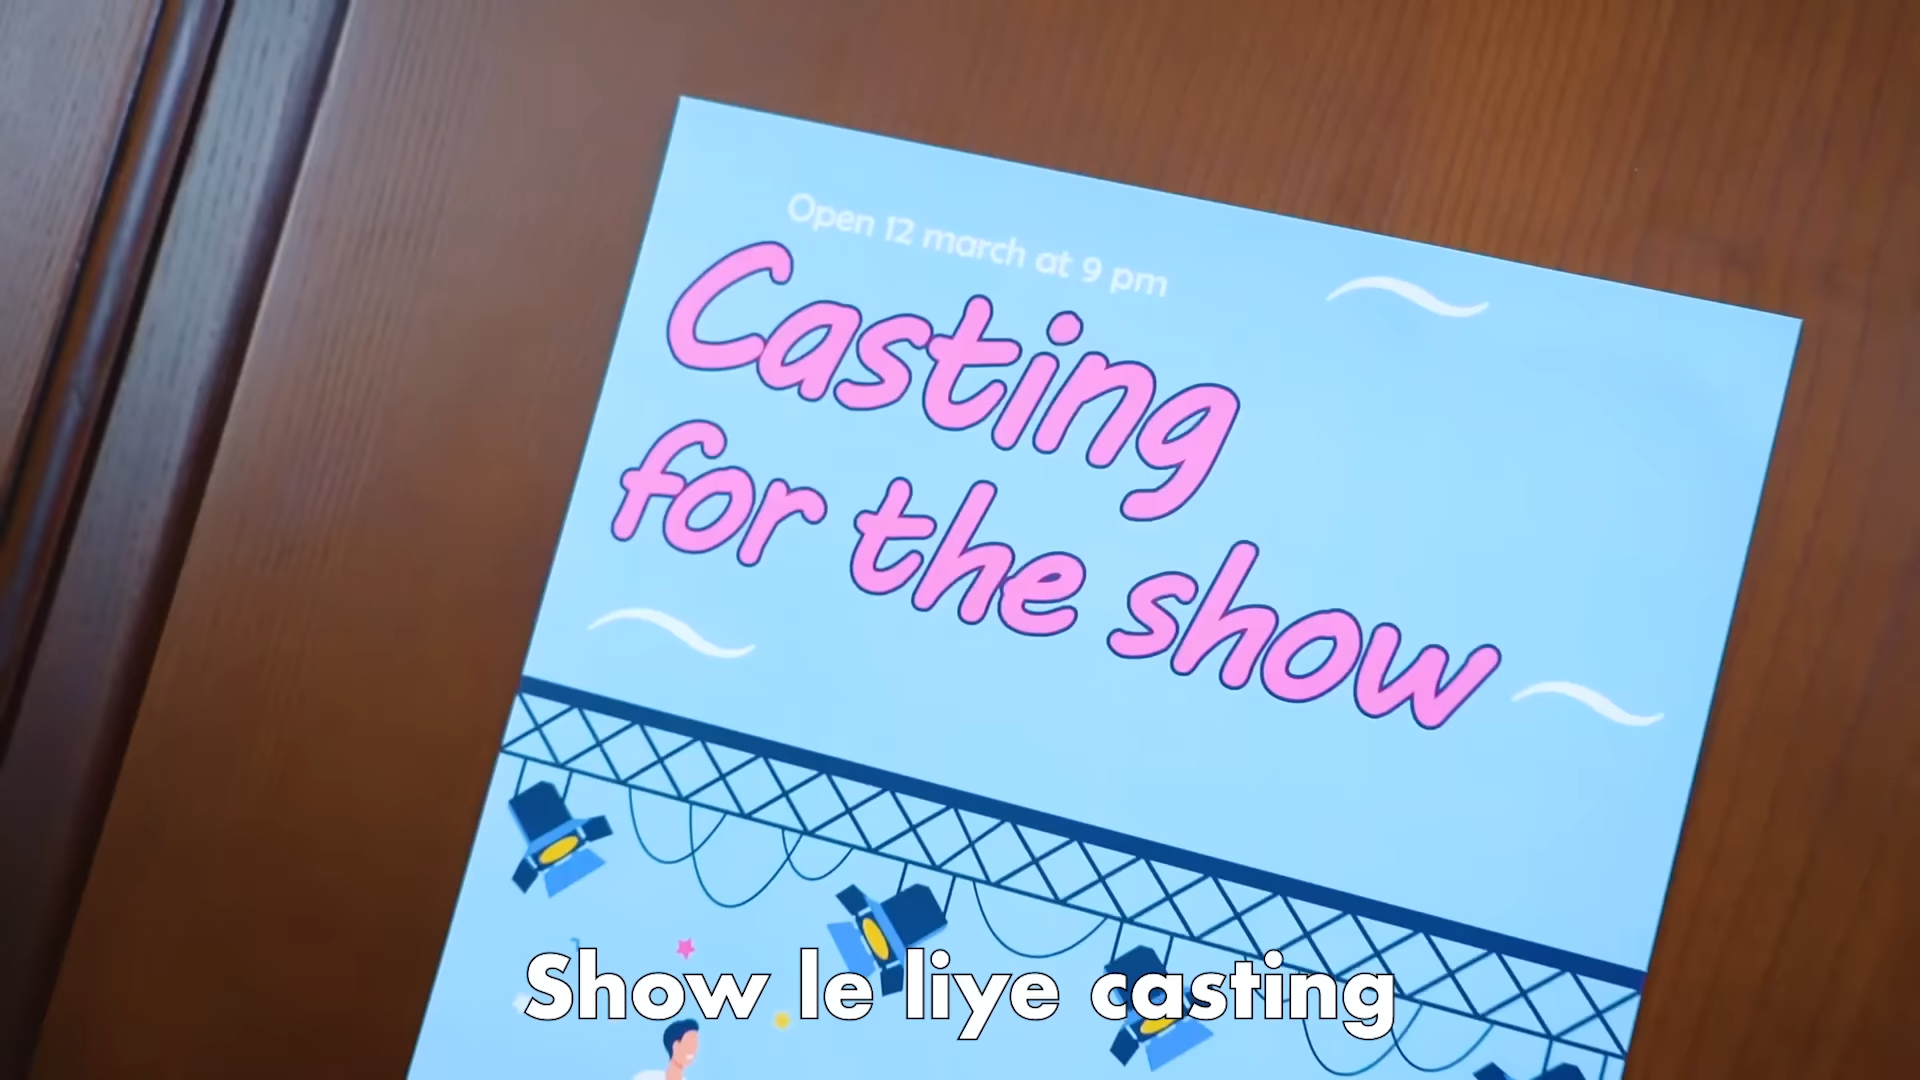 Open 12 march at 9 pm
Casting
for the show
Show le liye casting